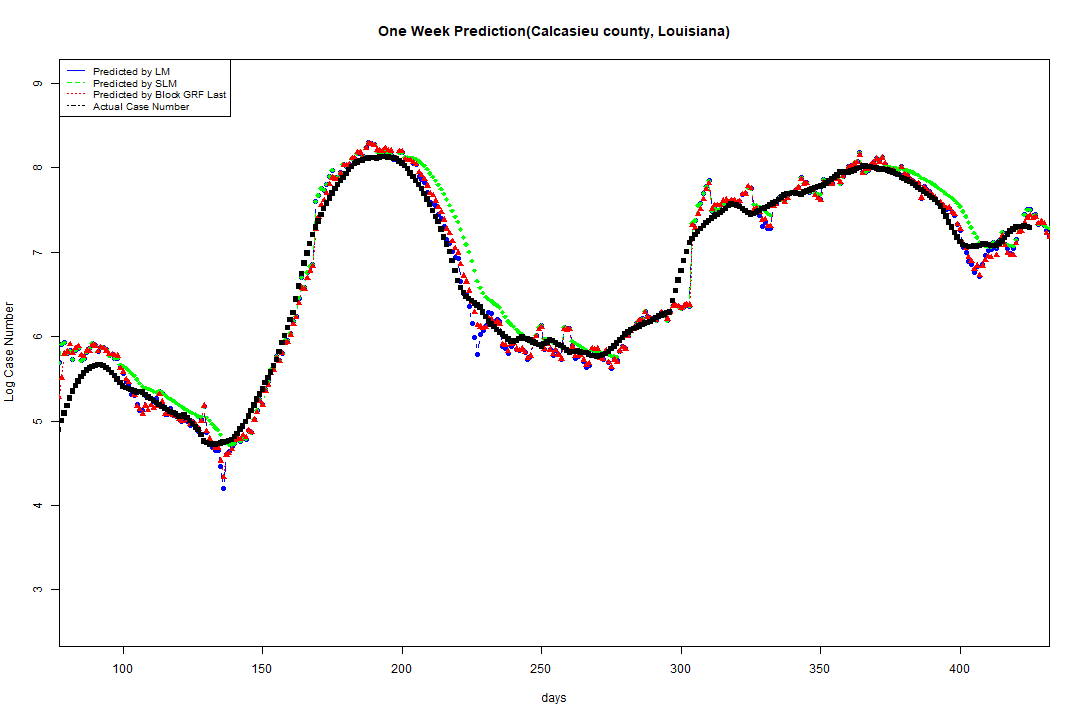 One Week Prediction(Calcasieu county, Louisiana)
Predicted by LM
Predicted by SLM
Predicted by Block GRF Last
Actual Case Number
9
8
7
6
5
4
3
Log Case Number
100 150 200 250 300 350 400
days